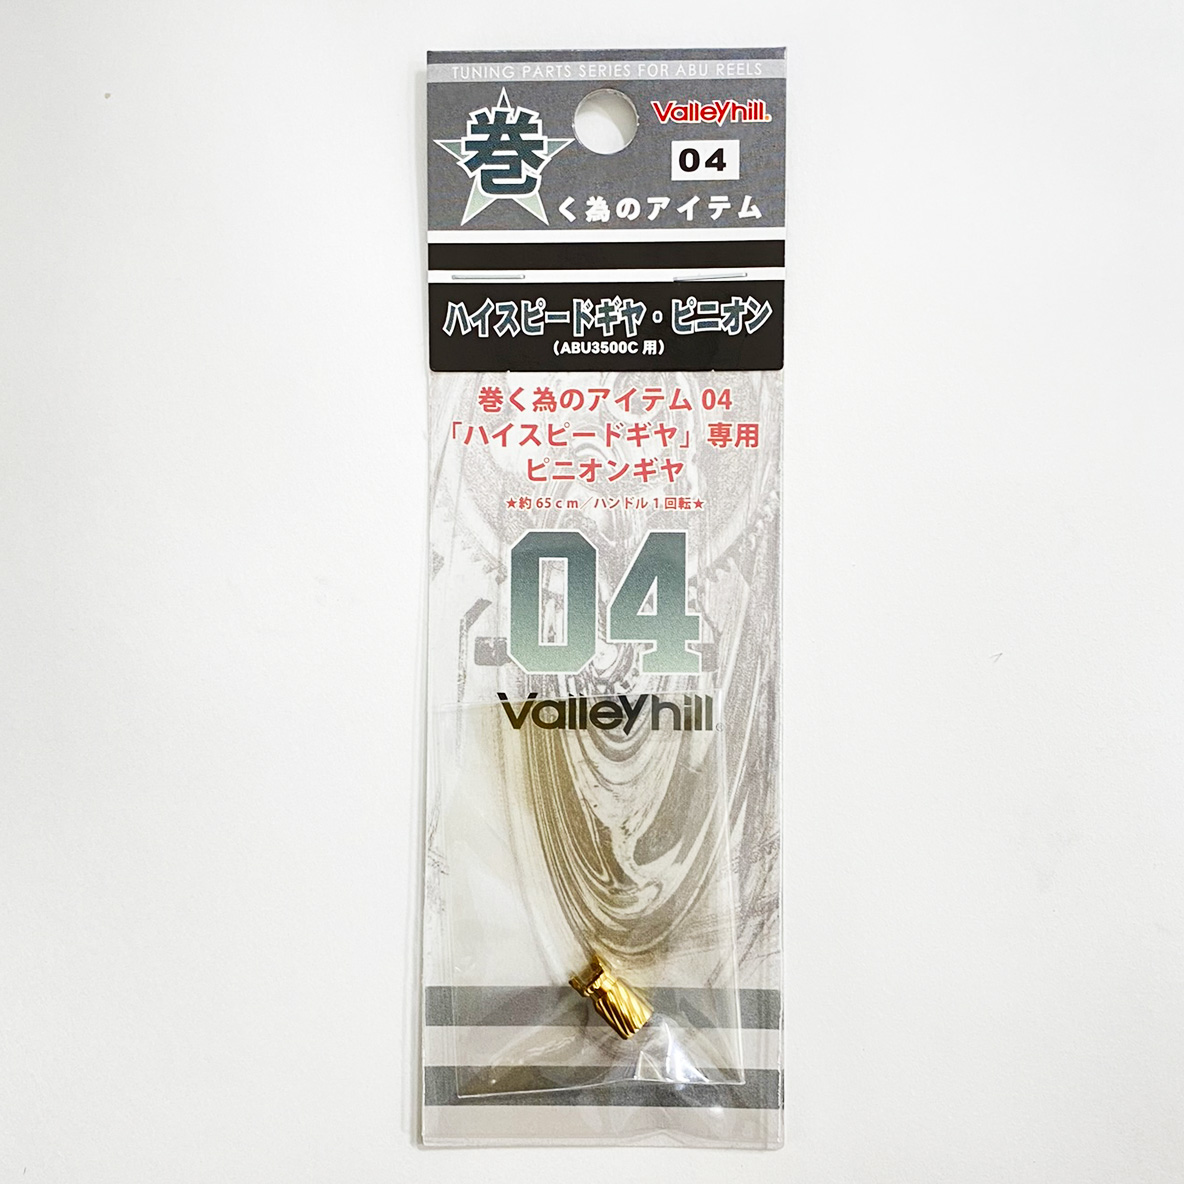 TUNING PARTS SERIES FOR ABU REELS
Valleyhill®
04
巻く為のアイテム
ハイスピードギヤ・ピニオン
（ABU3500C 用）
巻く為のアイテム 04
「ハイスピードギヤ」専用
ピニオンギヤ
★約 65 cm／ハンドル 1 回転★
04
Valleyhill®